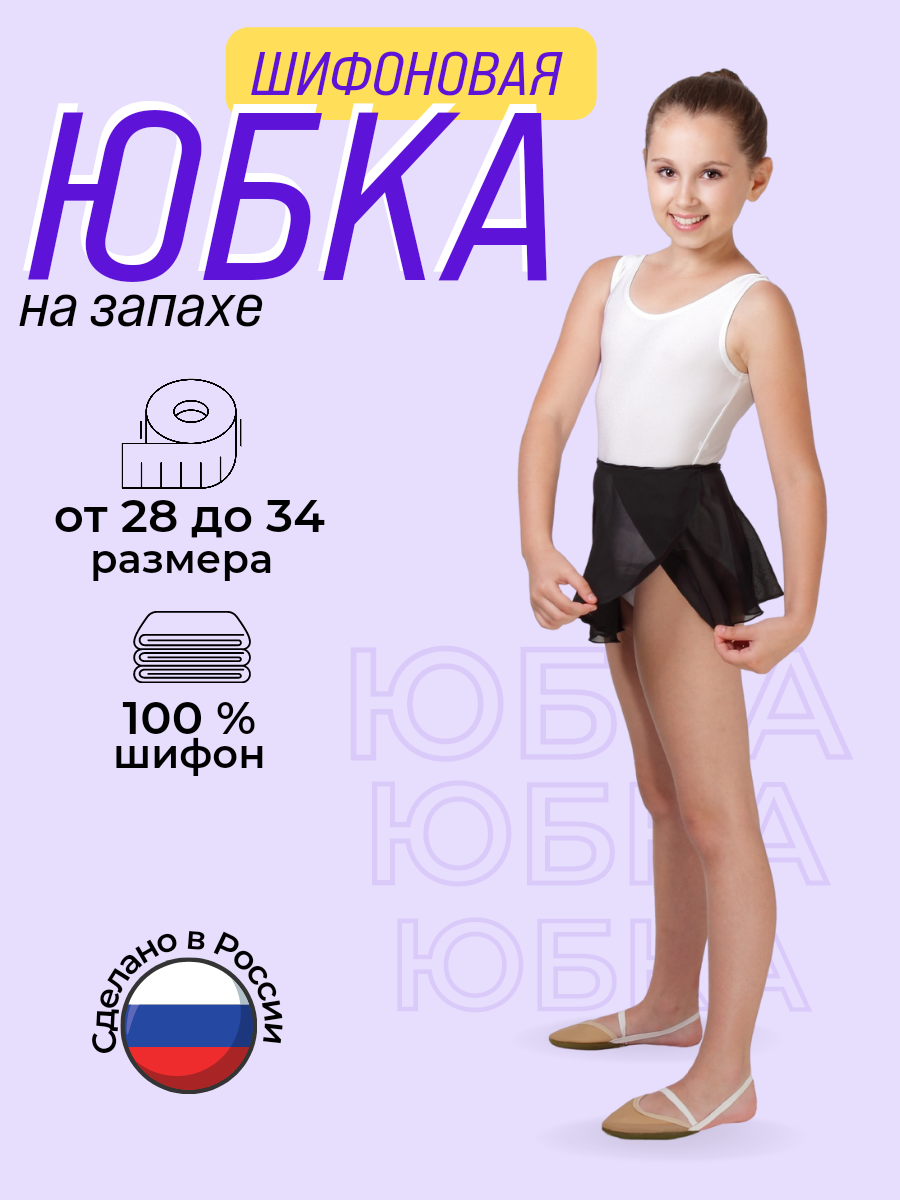 ШИФОНОВАЯ
ЮБКА
на запахе
от 28 до 34
размера
100 %
шифон
Сделано в России
ЮБКА
ЮБКА
ЮБКА